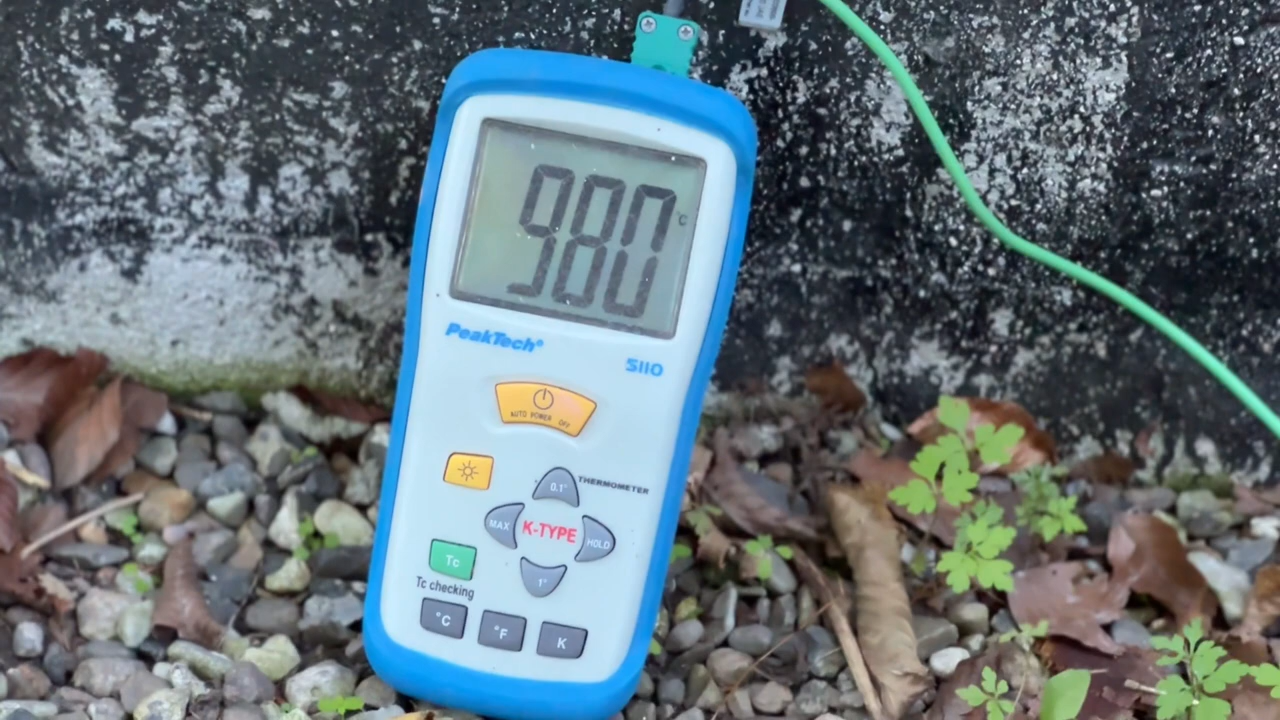 980
°C
PeakTech®
5110
AUTO POWER OFF
THERMOMETER
0.1°
MAX
K-TYPE
HOLD
1°
Tc
Tc checking
°C
°F
K